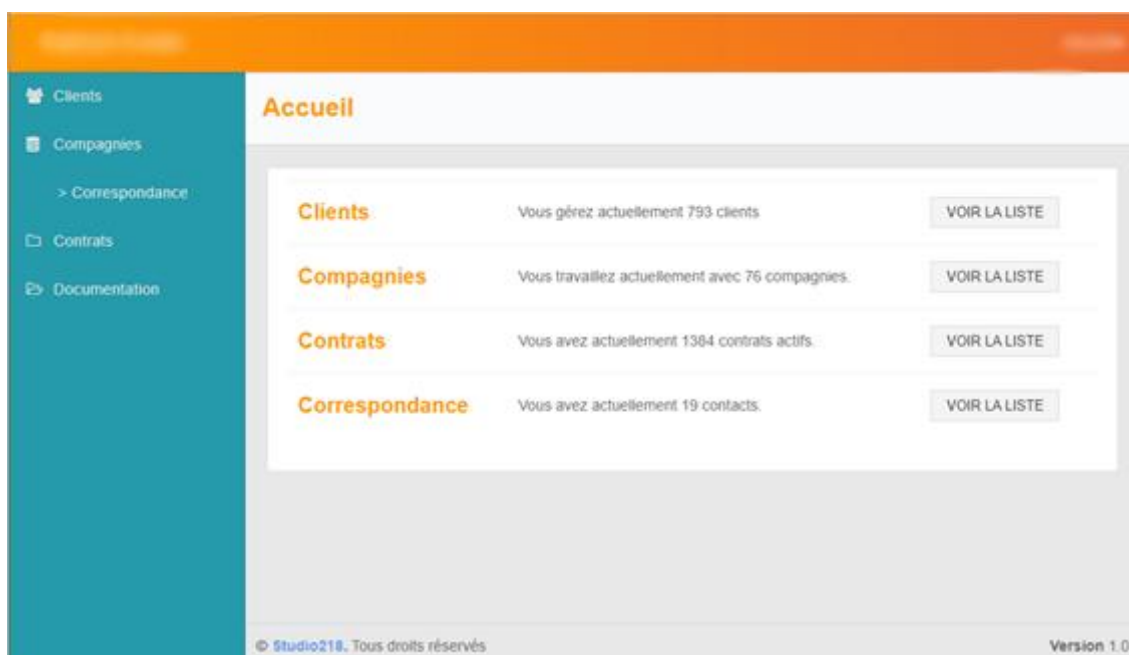 Clients
Compagnies
> Correspondance
Contrats
Documentation
Accueil
Clients Vous gérez actuellement 793 clients VOIR LA LISTE
Compagnies Vous travaillez actuellement avec 76 compagnies. VOIR LA LISTE
Contrats Vous avez actuellement 1384 contrats actifs. VOIR LA LISTE
Correspondance Vous avez actuellement 19 contacts. VOIR LA LISTE
© Studio218. Tous droits réservés Version 1.0